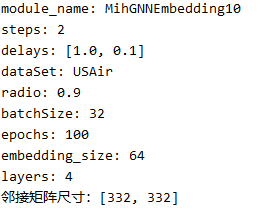 module_name: MihGNNEmbedding10
steps: 2
delays: [1.0, 0.1]
dataSet: USAir
radio: 0.9
batchSize: 32
epochs: 100
embedding_size: 64
layers: 4
邻接矩阵尺寸: [332, 332]